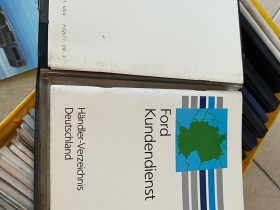 Ford
Kundendienst
Händler-Verzeichnis
Deutschland